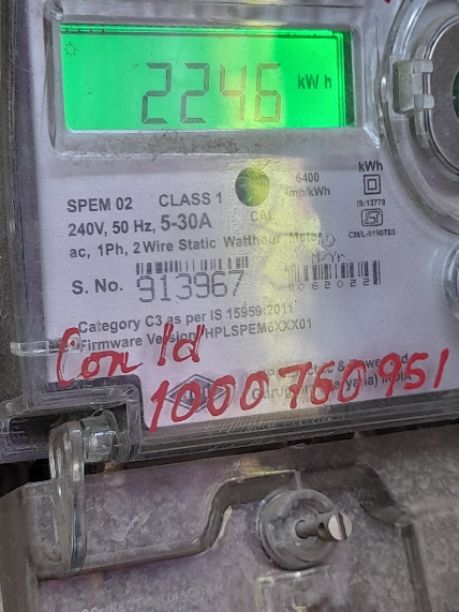 2246 kWh
kWh
6400
imp/kWh
IS:13779
CM/L-0190783
SPEM 02 CLASS 1
CAL
240V, 50 Hz, 5-30A
ac, 1Ph, 2 Wire Static Watthour Meter
M/Yr
S. No. 913967
062022
Category C3 as per IS 15959:2011
Firmware Version: HPLSPEM6XXX01
Con Id
1000760951